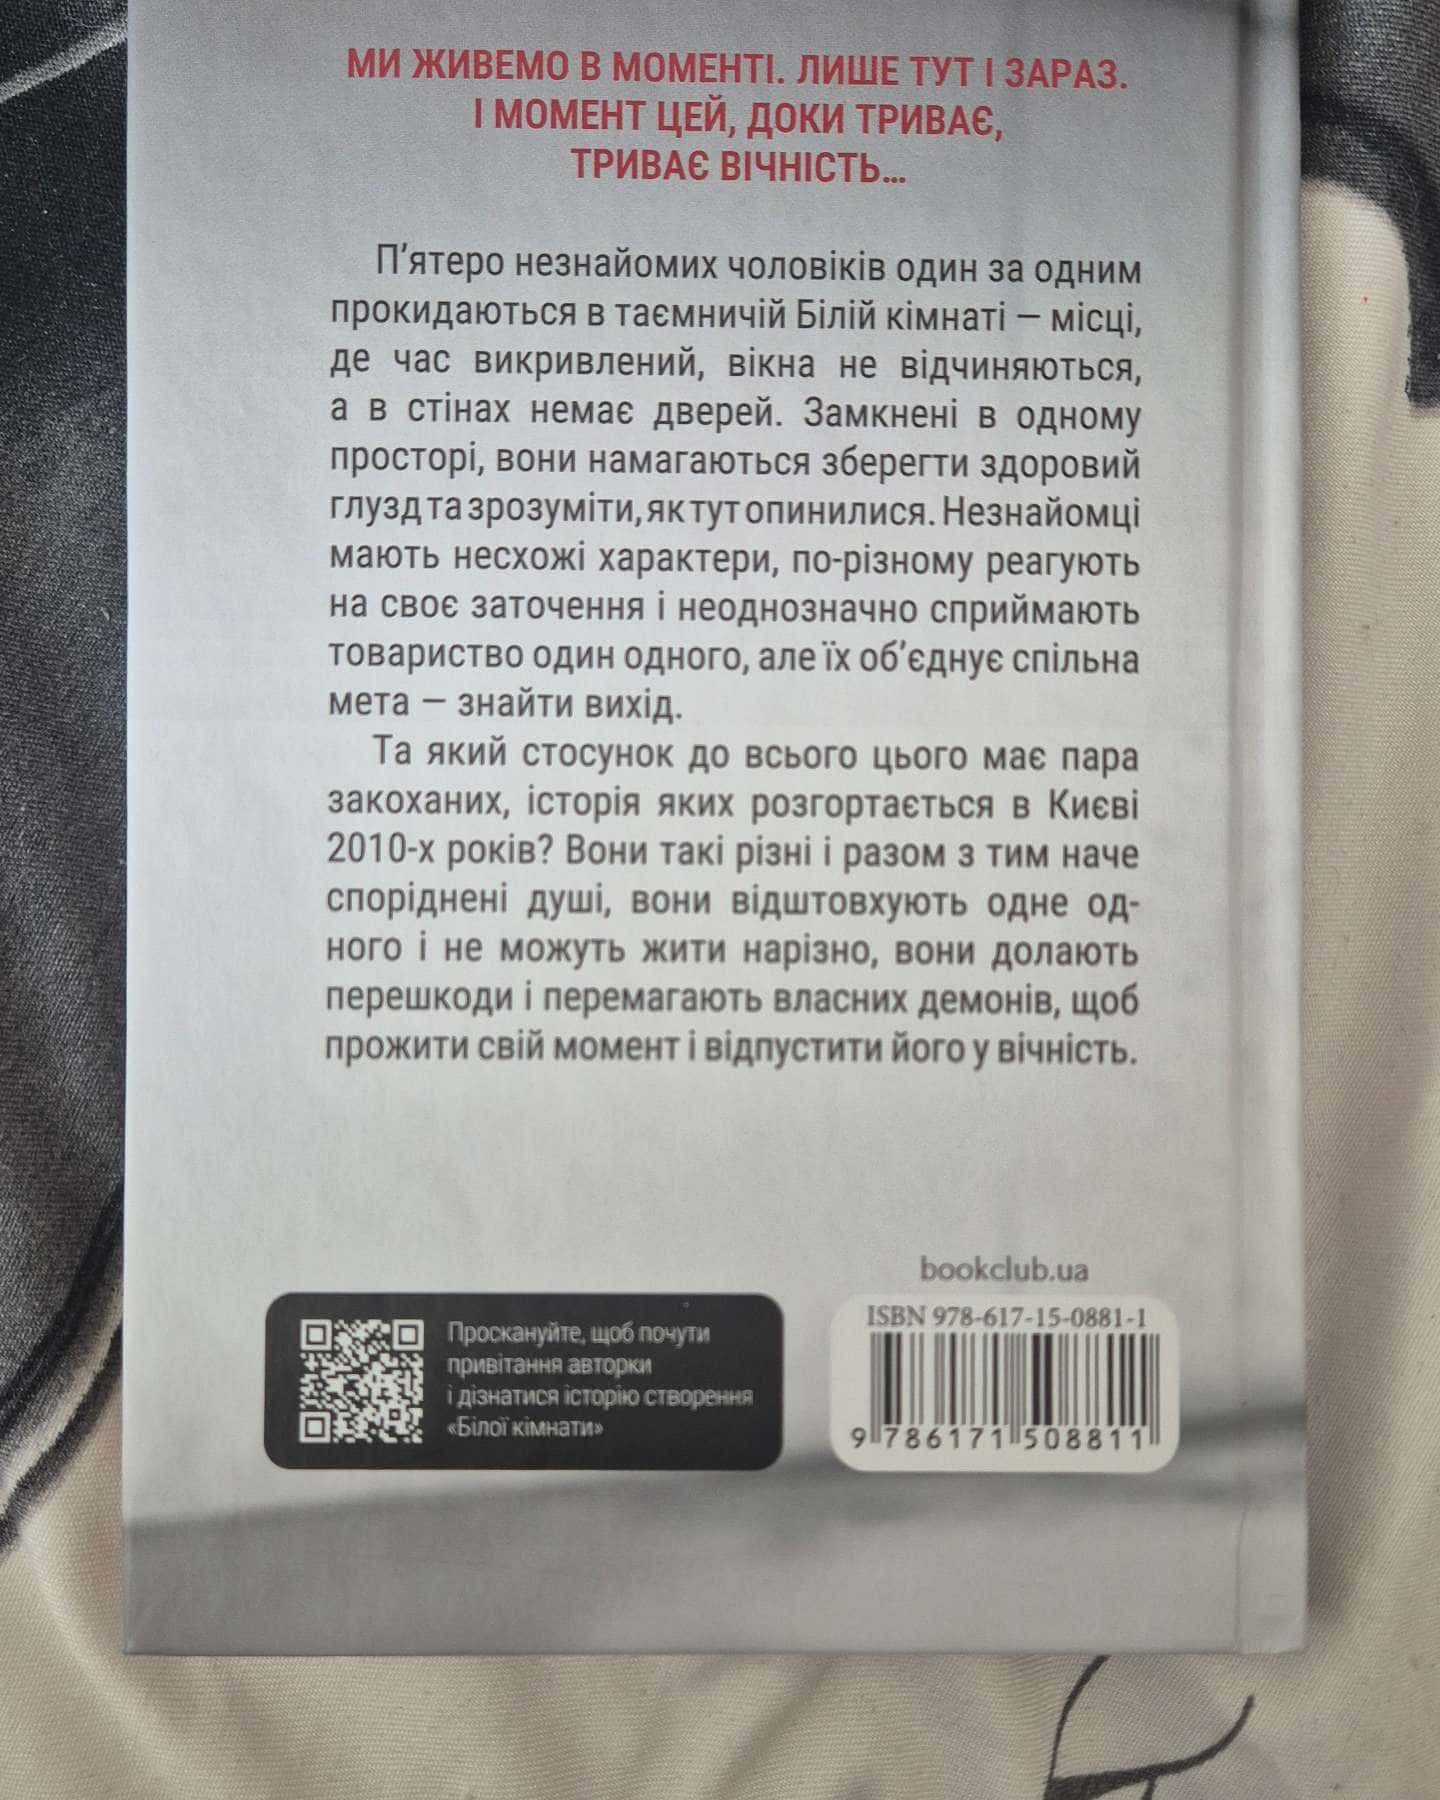 МИ ЖИВЕМО В МОМЕНТІ. ЛИШЕ ТУТ І ЗАРАЗ.
І МОМЕНТ ЦЕЙ, ДОКИ ТРИВАЄ,
ТРИВАЄ ВІЧНІСТЬ...
П'ятеро незнайомих чоловіків один за одним
прокидаються в таємничій Білій кімнаті — місці,
де час викривлений, вікна не відчиняються,
а в стінах немає дверей. Замкнені в одному
просторі, вони намагаються зберегти здоровий
глузд та зрозуміти, як тут опинилися. Незнайомці
мають несхожі характери, по-різному реагують
на своє заточення і неоднозначно сприймають
товариство один одного, але їх об'єднує спільна
мета — знайти вихід.
Та який стосунок до всього цього має пара
закоханих, історія яких розгортається в Києві
2010-х років? Вони такі різні і разом з тим наче
споріднені душі, вони відштовхують одне од-
ного і не можуть жити нарізно, вони долають
перешкоди і перемагають власних демонів, щоб
прожити свій момент і відпустити його у вічність.
bookclub.ua
ISBN 978-617-15-0881-1
9 786171 508811
Проскануйте, щоб почути
привітання авторки
і дізнатися історію створення
«Білої кімнати»